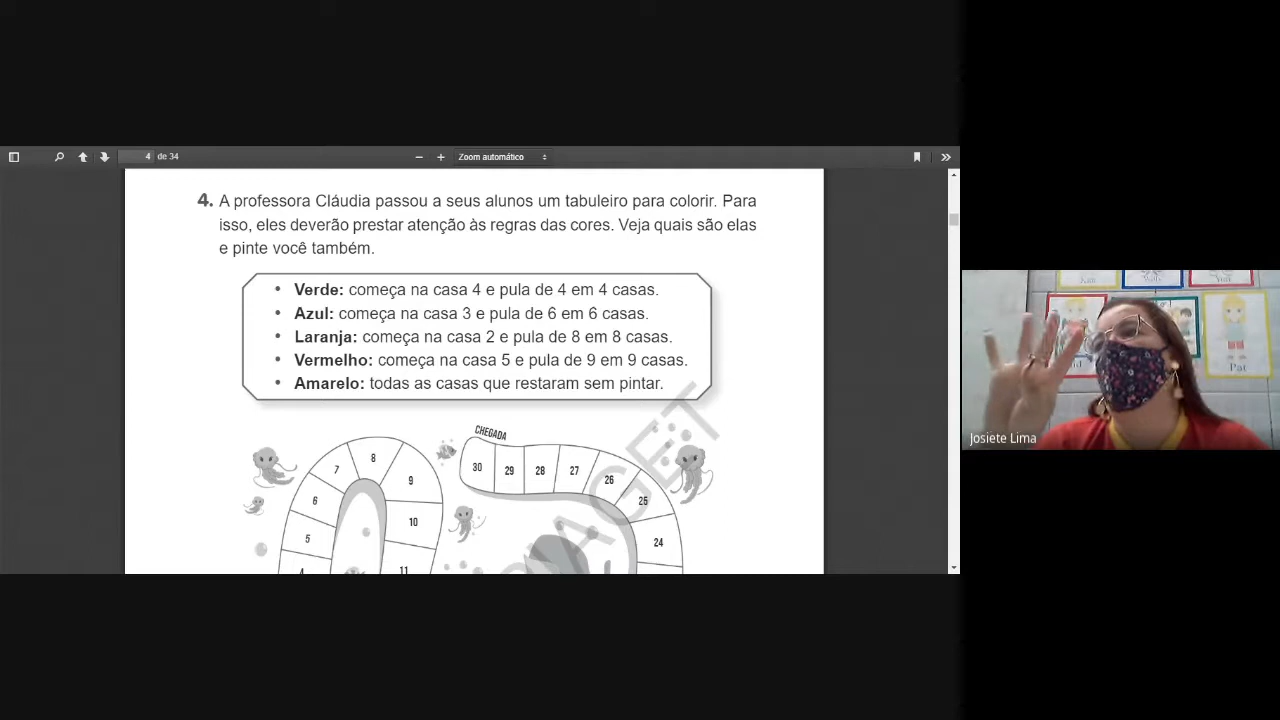 4 de 34
Zoom automático
4. A professora Cláudia passou a seus alunos um tabuleiro para colorir. Para
isso, eles deverão prestar atenção às regras das cores. Veja quais são elas
e pinte você também.
• Verde: começa na casa 4 e pula de 4 em 4 casas.
• Azul: começa na casa 3 e pula de 6 em 6 casas.
• Laranja: começa na casa 2 e pula de 8 em 8 casas.
• Vermelho: começa na casa 5 e pula de 9 em 9 casas.
• Amarelo: todas as casas que restaram sem pintar.
CHEGADA
30 29 28 27 26 25 24
4 5 6 7 8 9 10 11
Pat
Josiete Lima